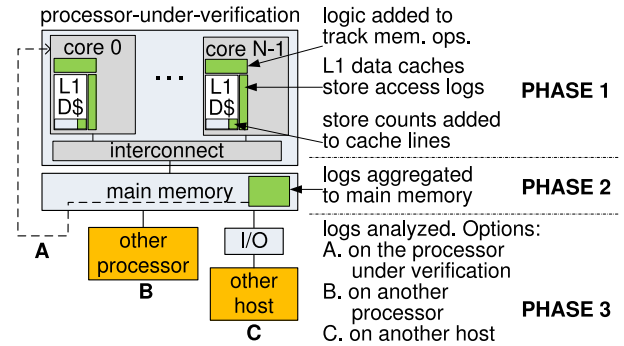 processor-under-verification
core 0
core N-1
L1
D$
...
L1
D$
interconnect
main memory
A
other
processor
B
I/O
other
host
C
logic added to
track mem. ops.
L1 data caches
store access logs
PHASE 1
store counts added
to cache lines
logs aggregated
to main memory
PHASE 2
logs analyzed. Options:
A. on the processor
under verification
B. on another
processor
C. on another host
PHASE 3